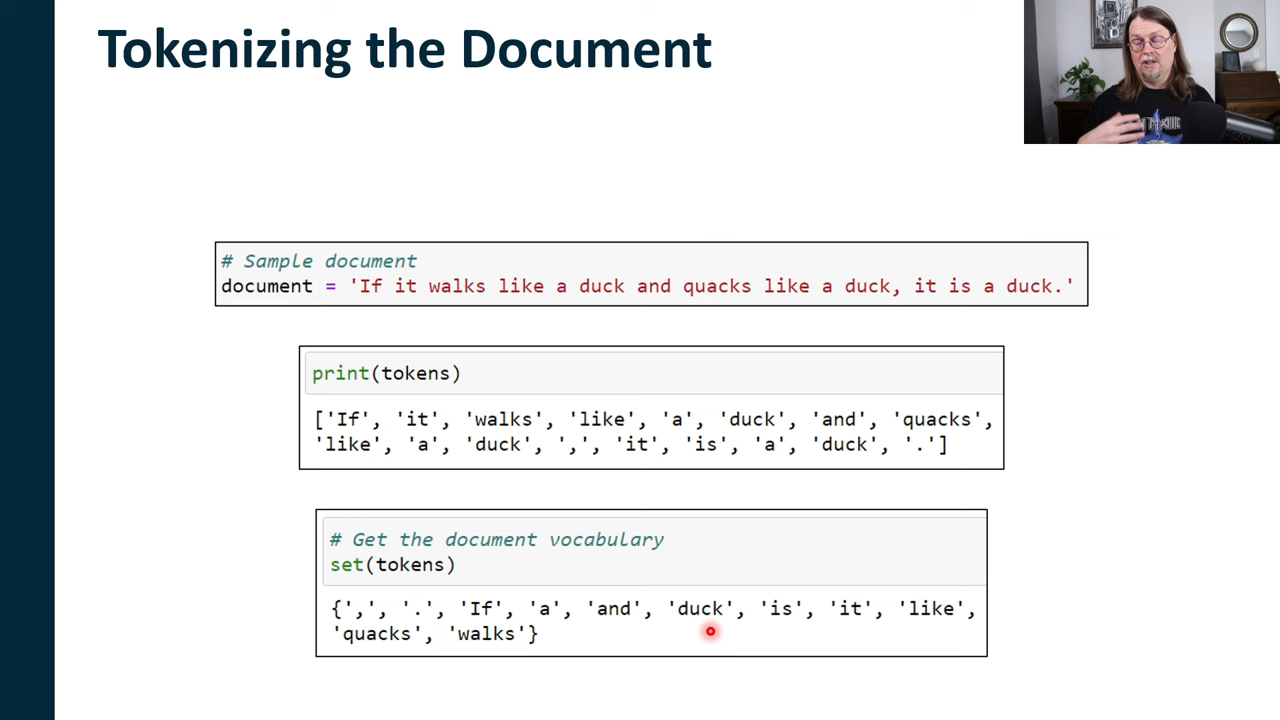 Tokenizing the Document
# Sample document
document = 'If it walks like a duck and quacks like a duck, it is a duck.'
print(tokens)
['If', 'it', 'walks', 'like', 'a', 'duck', 'and', 'quacks',
'like', 'a', 'duck', ',', 'it', 'is', 'a', 'duck', '.']
# Get the document vocabulary
set(tokens)
{',', '.', 'If', 'a', 'and', 'duck', 'is', 'it', 'like',
'quacks', 'walks'}